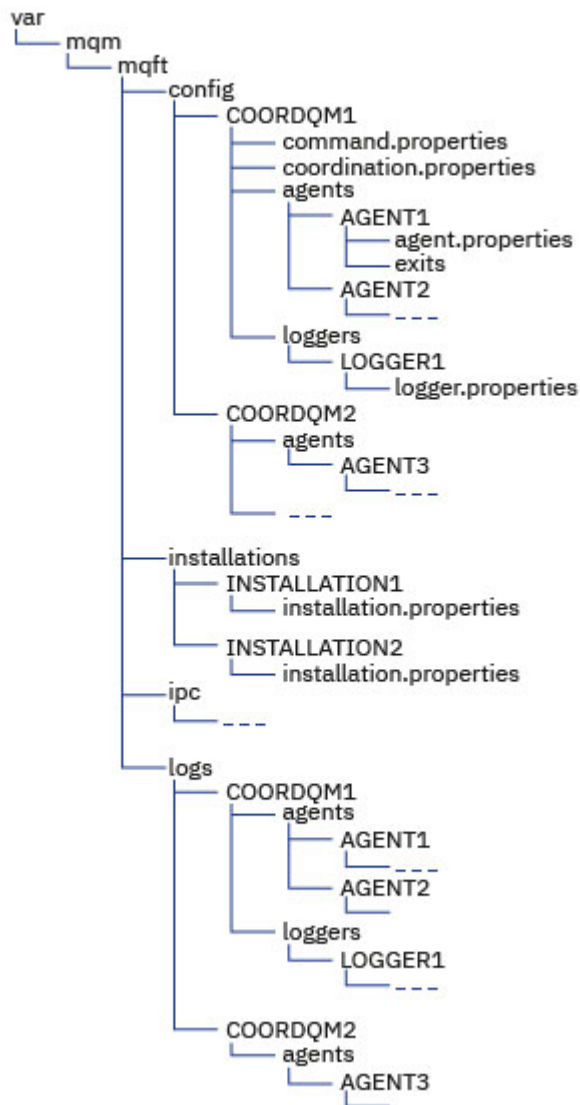 var
mqm
mqft
config
COORDQM1
command.properties
coordination.properties
agents
AGENT1
agent.properties
exits
AGENT2
_ _ _
loggers
LOGGER1
logger.properties
COORDQM2
agents
AGENT3
_ _ _
_ _ _
installations
INSTALLATION1
installation.properties
INSTALLATION2
installation.properties
ipc
_ _ _
logs
COORDQM1
agents
AGENT1
_ _ _
AGENT2
loggers
LOGGER1
_ _ _
COORDQM2
agents
AGENT3